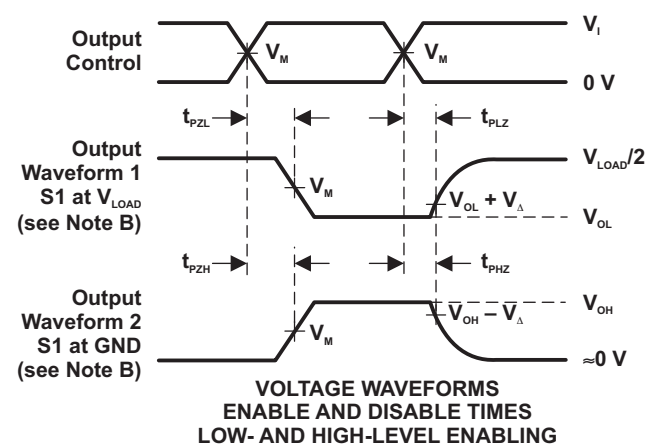 Output
Control
V_M
V_M
V_I
0 V
t_PZL
t_PLZ
Output
Waveform 1
S1 at V_LOAD
(see Note B)
V_M
V_OL + V_Δ
V_LOAD/2
V_OL
t_PZH
t_PHZ
Output
Waveform 2
S1 at GND
(see Note B)
V_M
V_OH – V_Δ
V_OH
≈0 V
VOLTAGE WAVEFORMS
ENABLE AND DISABLE TIMES
LOW- AND HIGH-LEVEL ENABLING